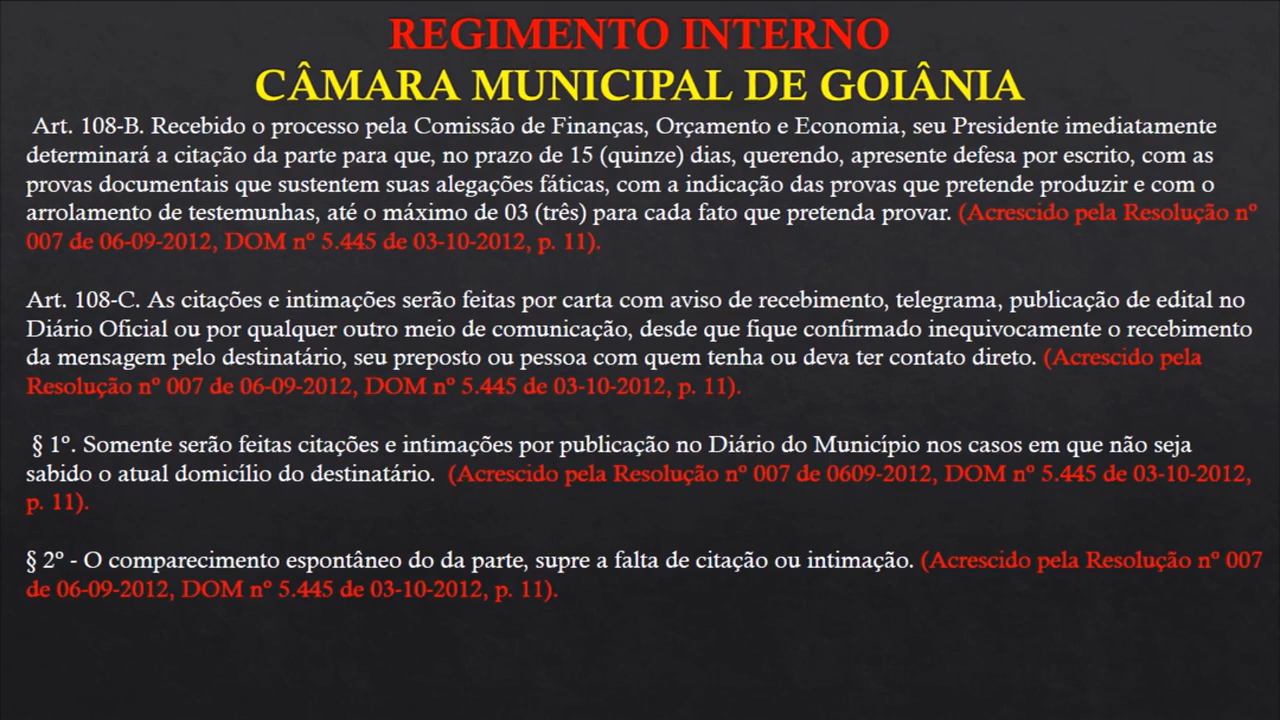 REGIMENTO INTERNO
CÂMARA MUNICIPAL DE GOIÂNIA
Art. 108-B. Recebido o processo pela Comissão de Finanças, Orçamento e Economia, seu Presidente imediatamente
determinará a citação da parte para que, no prazo de 15 (quinze) dias, querendo, apresente defesa por escrito, com as
provas documentais que sustentem suas alegações fáticas, com a indicação das provas que pretende produzir e com o
arrolamento de testemunhas, até o máximo de 03 (três) para cada fato que pretenda provar. (Acrescido pela Resolução nº
007 de 06-09-2012, DOM nº 5.445 de 03-10-2012, p. 11).
Art. 108-C. As citações e intimações serão feitas por carta com aviso de recebimento, telegrama, publicação de edital no
Diário Oficial ou por qualquer outro meio de comunicação, desde que fique confirmado inequivocamente o recebimento
da mensagem pelo destinatário, seu preposto ou pessoa com quem tenha ou deva ter contato direto. (Acrescido pela
Resolução nº 007 de 06-09-2012, DOM nº 5.445 de 03-10-2012, p. 11).
§ 1º. Somente serão feitas citações e intimações por publicação no Diário do Município nos casos em que não seja
sabido o atual domicílio do destinatário. (Acrescido pela Resolução nº 007 de 0609-2012, DOM nº 5.445 de 03-10-2012,
p. 11).
§ 2º - O comparecimento espontâneo do da parte, supre a falta de citação ou intimação. (Acrescido pela Resolução nº 007
de 06-09-2012, DOM nº 5.445 de 03-10-2012, p. 11).